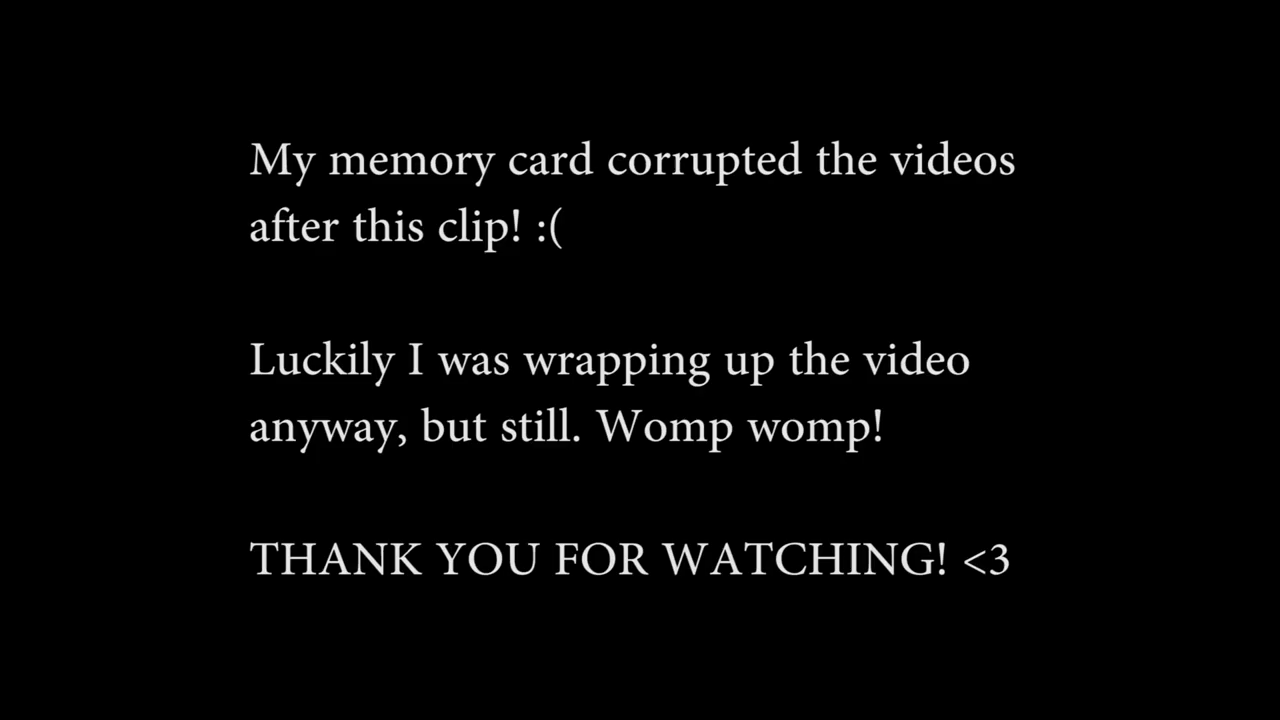 My memory card corrupted the videos
after this clip! :(
Luckily I was wrapping up the video
anyway, but still. Womp womp!
THANK YOU FOR WATCHING! <3